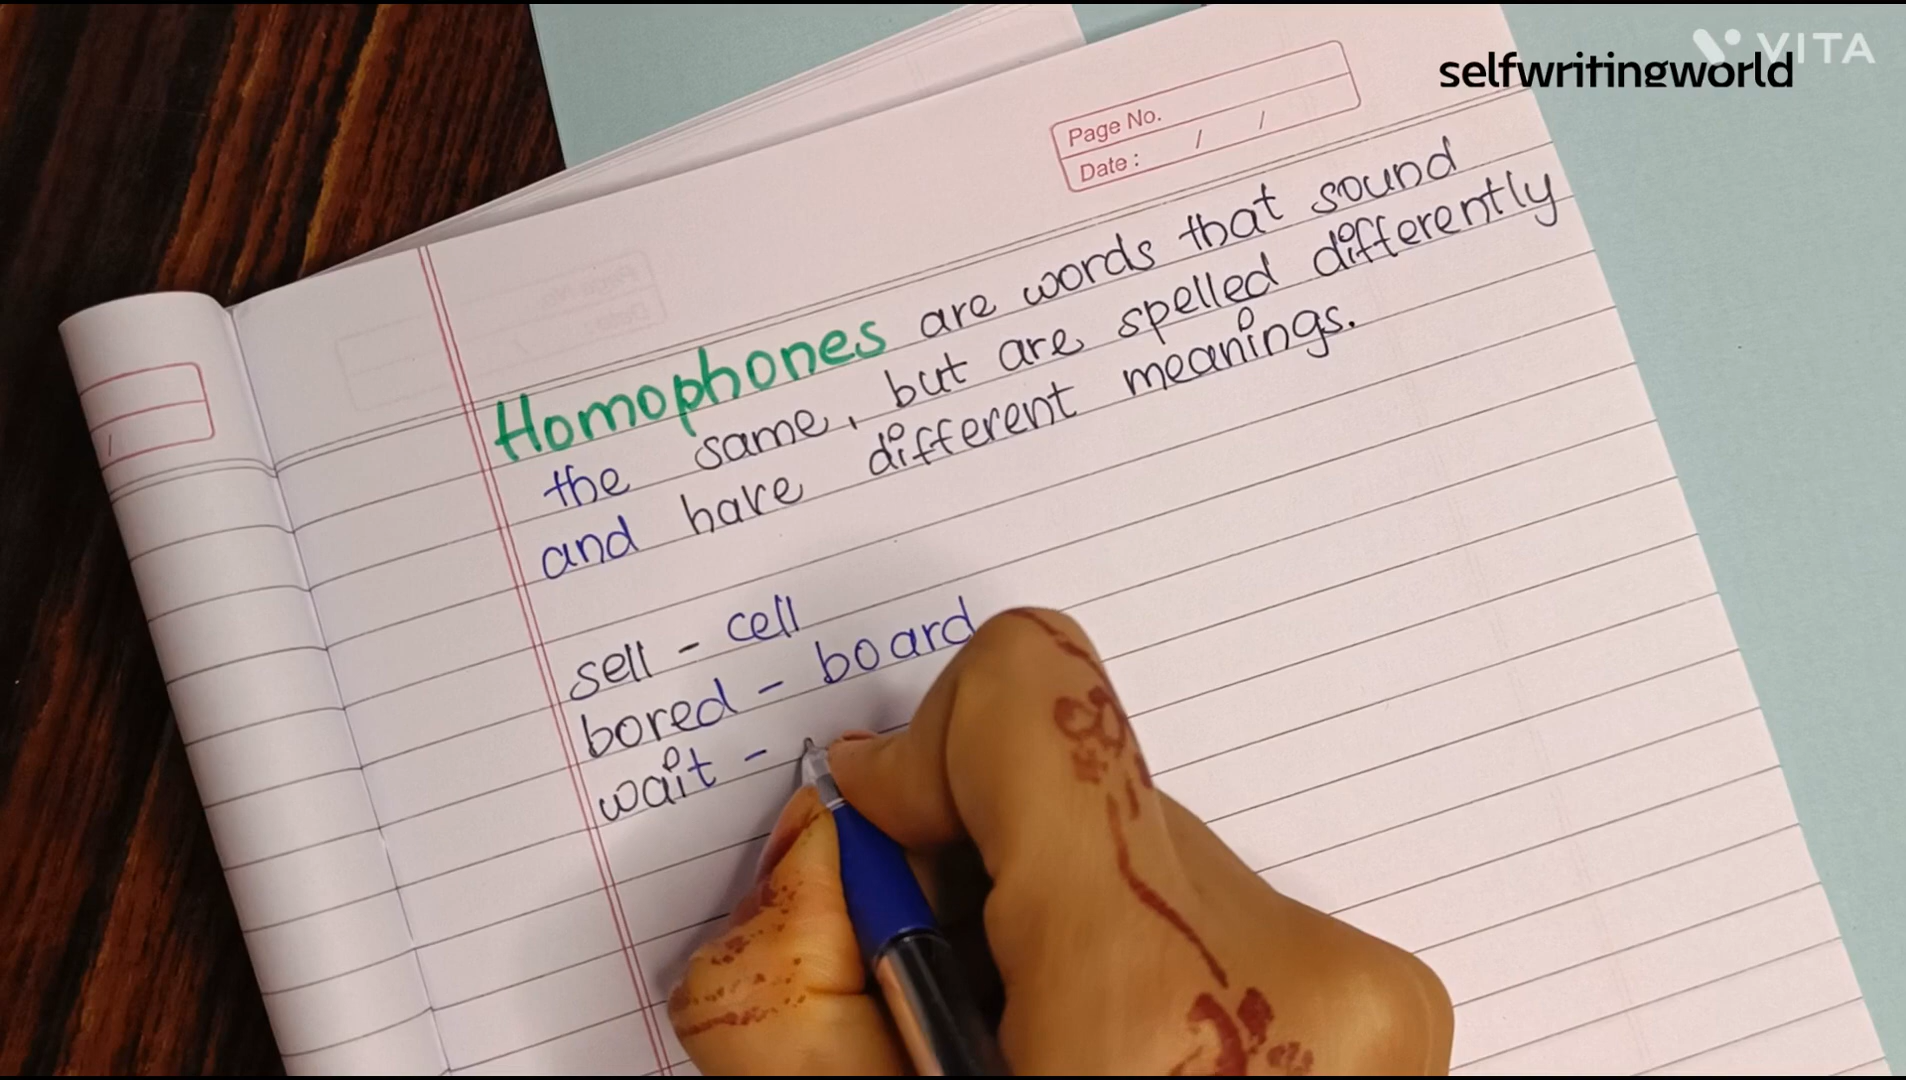 VITA
selfwritingworld
Page No.
Date : / /
Homophones are words that sound
the same, but are spelled differently
and have different meanings.
sell - cell
bored - board
wait -